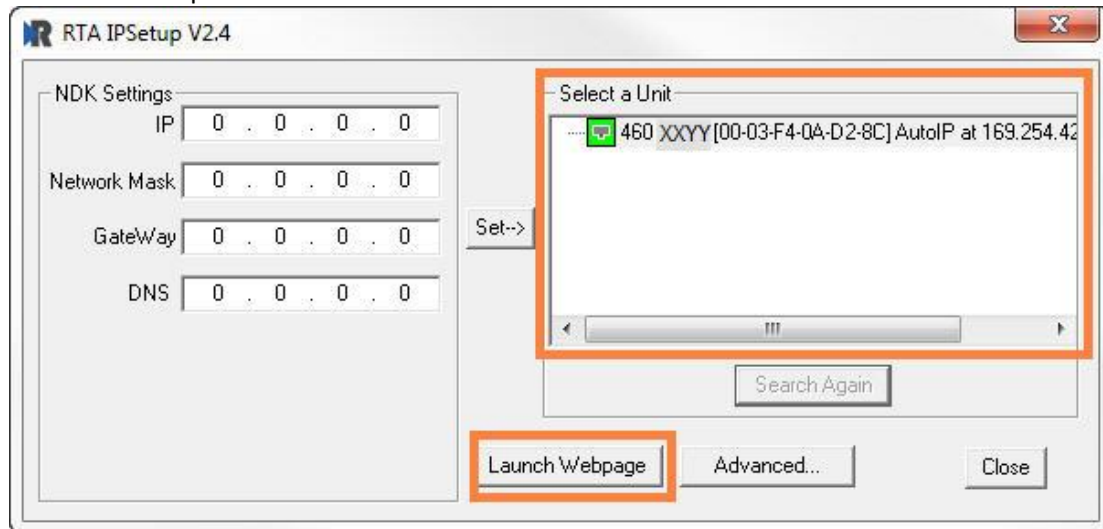 RTA IPSetup V2.4
NDK Settings
IP 0 . 0 . 0 . 0
Network Mask 0 . 0 . 0 . 0
GateWay 0 . 0 . 0 . 0
DNS 0 . 0 . 0 . 0
Set-->
Select a Unit
460 XXYY [00-03-F4-0A-D2-8C] AutoIP at 169.254.42
Search Again
Launch Webpage
Advanced...
Close